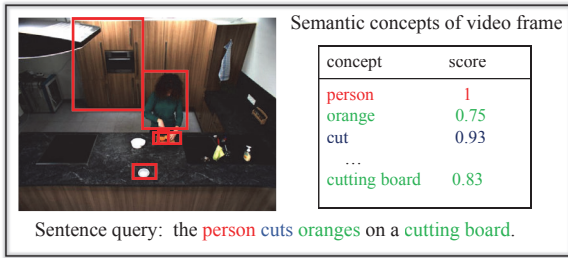 Semantic concepts of video frame
concept score
person 1
orange 0.75
cut 0.93
...
cutting board 0.83
Sentence query: the person cuts oranges on a cutting board.